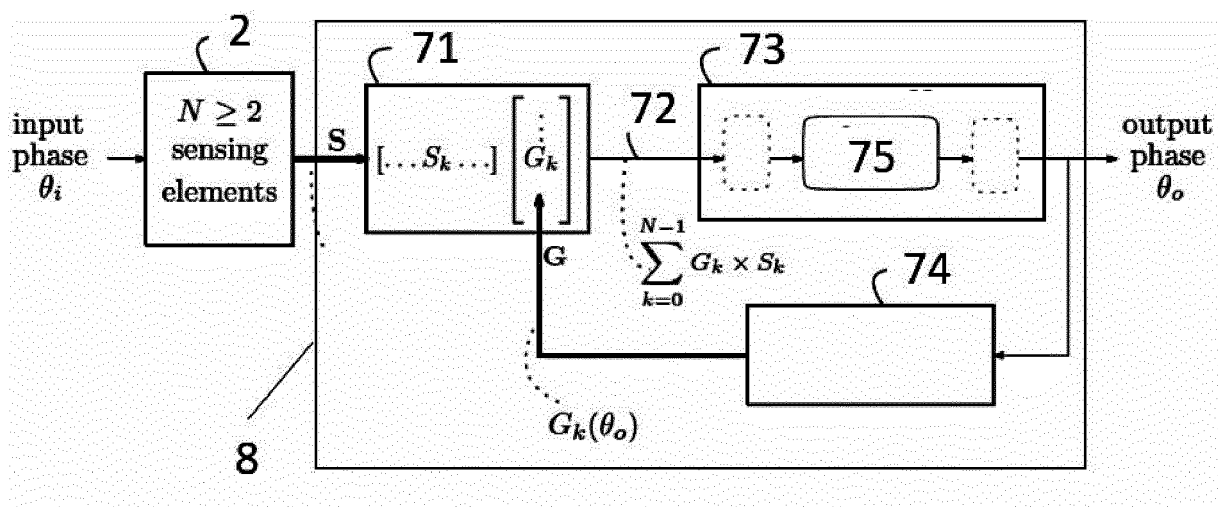 2
71
73
72
input
phase
θᵢ
N ≥ 2
sensing
elements
S
[...Sₖ...]
[⋮ Gₖ]
75
output
phase
θₒ
G
N−1
∑ Gₖ × Sₖ
k=0
74
Gₖ(θₒ)
8